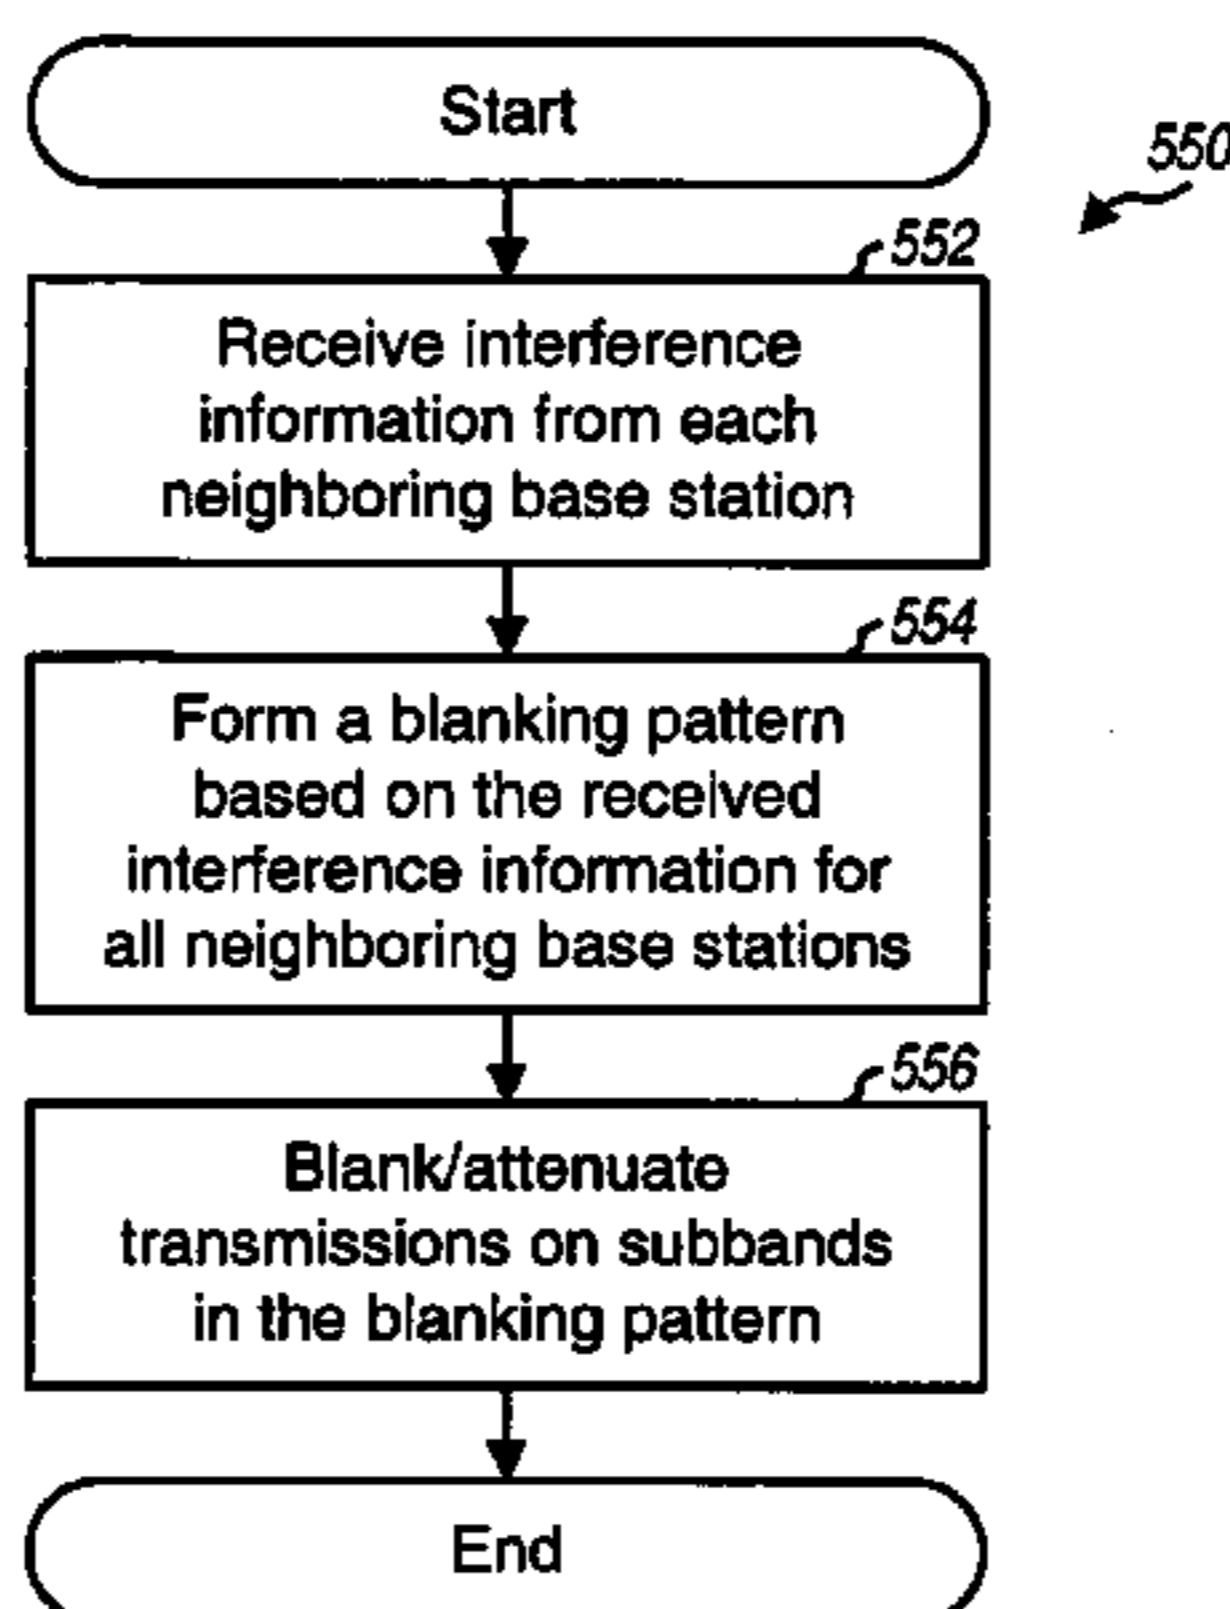 Start
550
552
Receive interference
information from each
neighboring base station
554
Form a blanking pattern
based on the received
interference information for
all neighboring base stations
556
Blank/attenuate
transmissions on subbands
in the blanking pattern
End